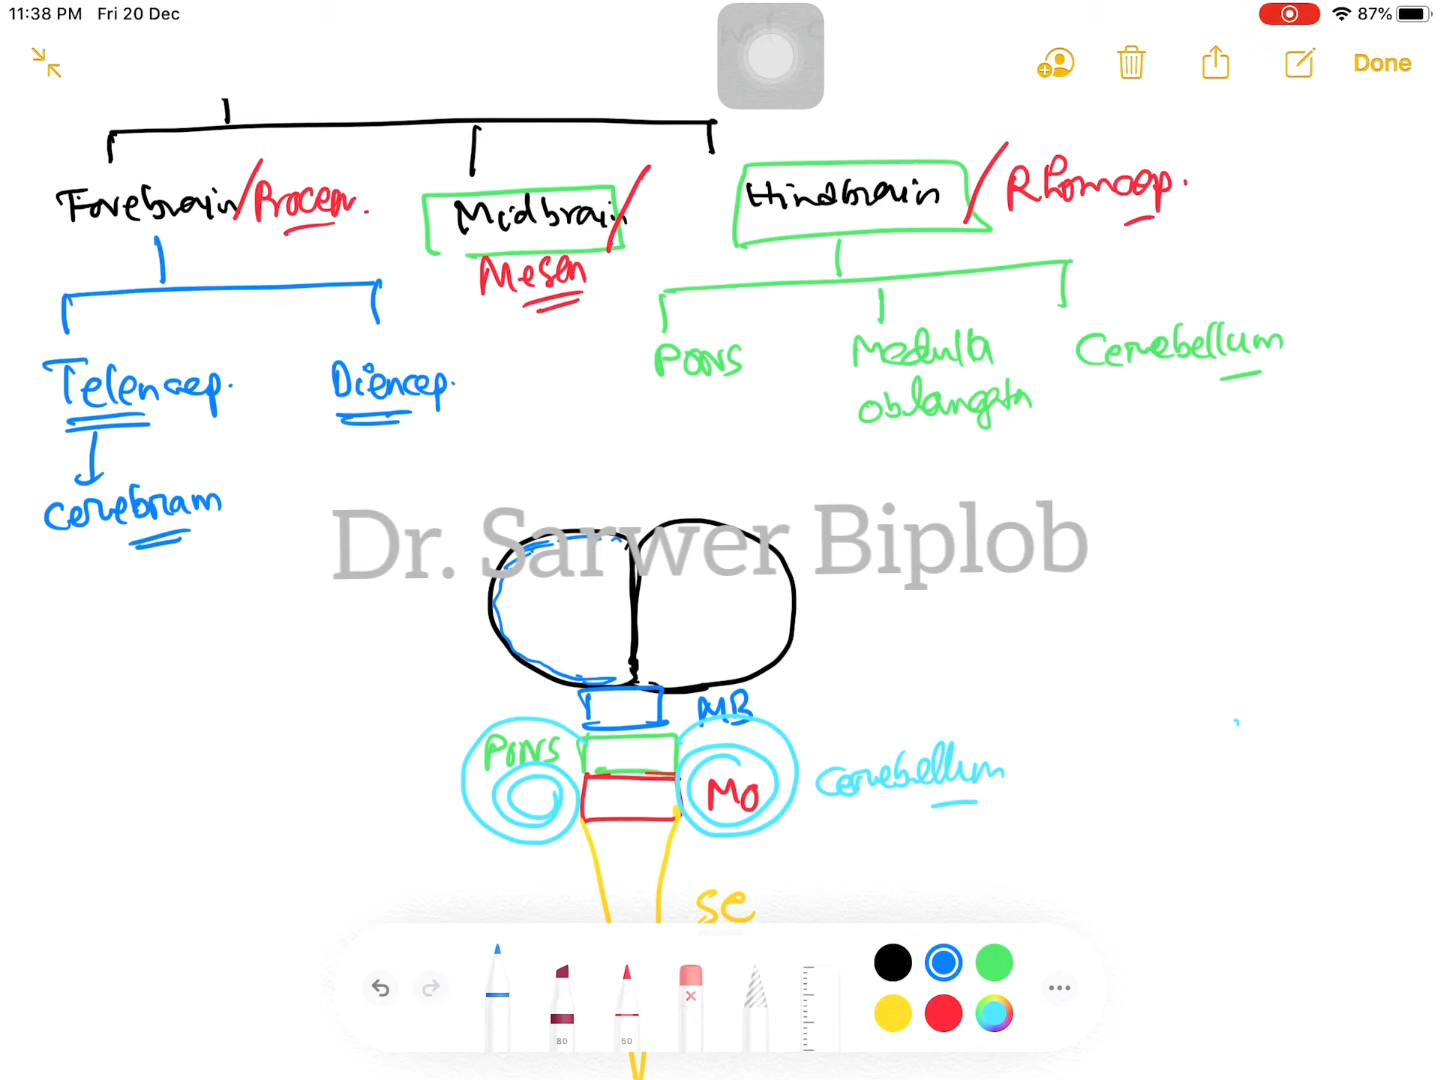 11:38 PM Fri 20 Dec
87%
Done
Forebrain/Procen.
Midbrain/
Mesen
Hindbrain / Rhomcep.
Telencep.
Diencep.
Pons
Medulla
oblangata
Cerebellum
Cerebram
Dr. Sarwer Biplob
MB
Pons
MO
Cerebellum
SC
80
50